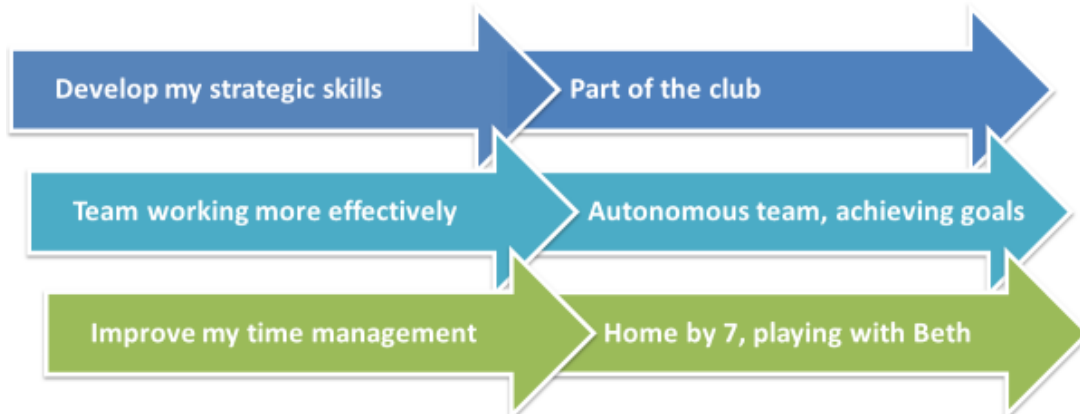 Develop my strategic skills Part of the club
Team working more effectively Autonomous team, achieving goals
Improve my time management Home by 7, playing with Beth